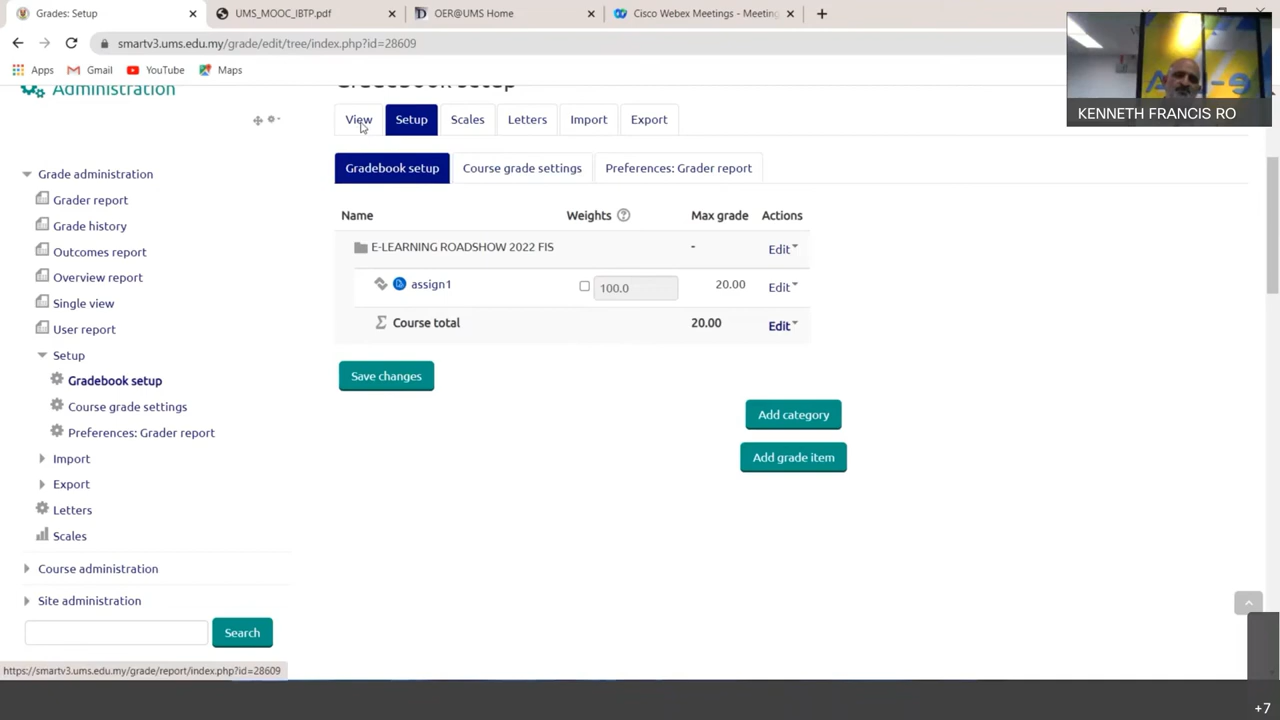 Grades: Setup
UMS_MOOC_IBTP.pdf
OER@UMS Home
Cisco Webex Meetings - Meetin
smartv3.ums.edu.my/grade/edit/tree/index.php?id=28609
Apps
Gmail
YouTube
Maps
KENNETH FRANCIS RO
Administration
Gradebook setup
View
Setup
Scales
Letters
Import
Export
Gradebook setup
Course grade settings
Preferences: Grader report
Grade administration
Grader report
Grade history
Outcomes report
Overview report
Single view
User report
Setup
Gradebook setup
Course grade settings
Preferences: Grader report
Import
Export
Letters
Scales
Course administration
Site administration
Search
Name
Weights ?
Max grade
Actions
E-LEARNING ROADSHOW 2022 FIS
-
Edit
assign1
100.0
20.00
Edit
Σ Course total
20.00
Edit
Save changes
Add category
Add grade item
https://smartv3.ums.edu.my/grade/report/index.php?id=28609
+7